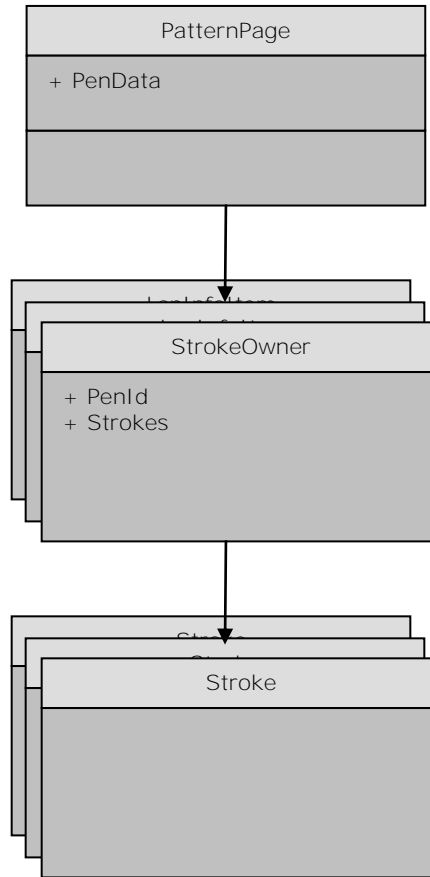 PatternPage
+ PenData
StrokeOwner
+ PenId
+ Strokes
Stroke